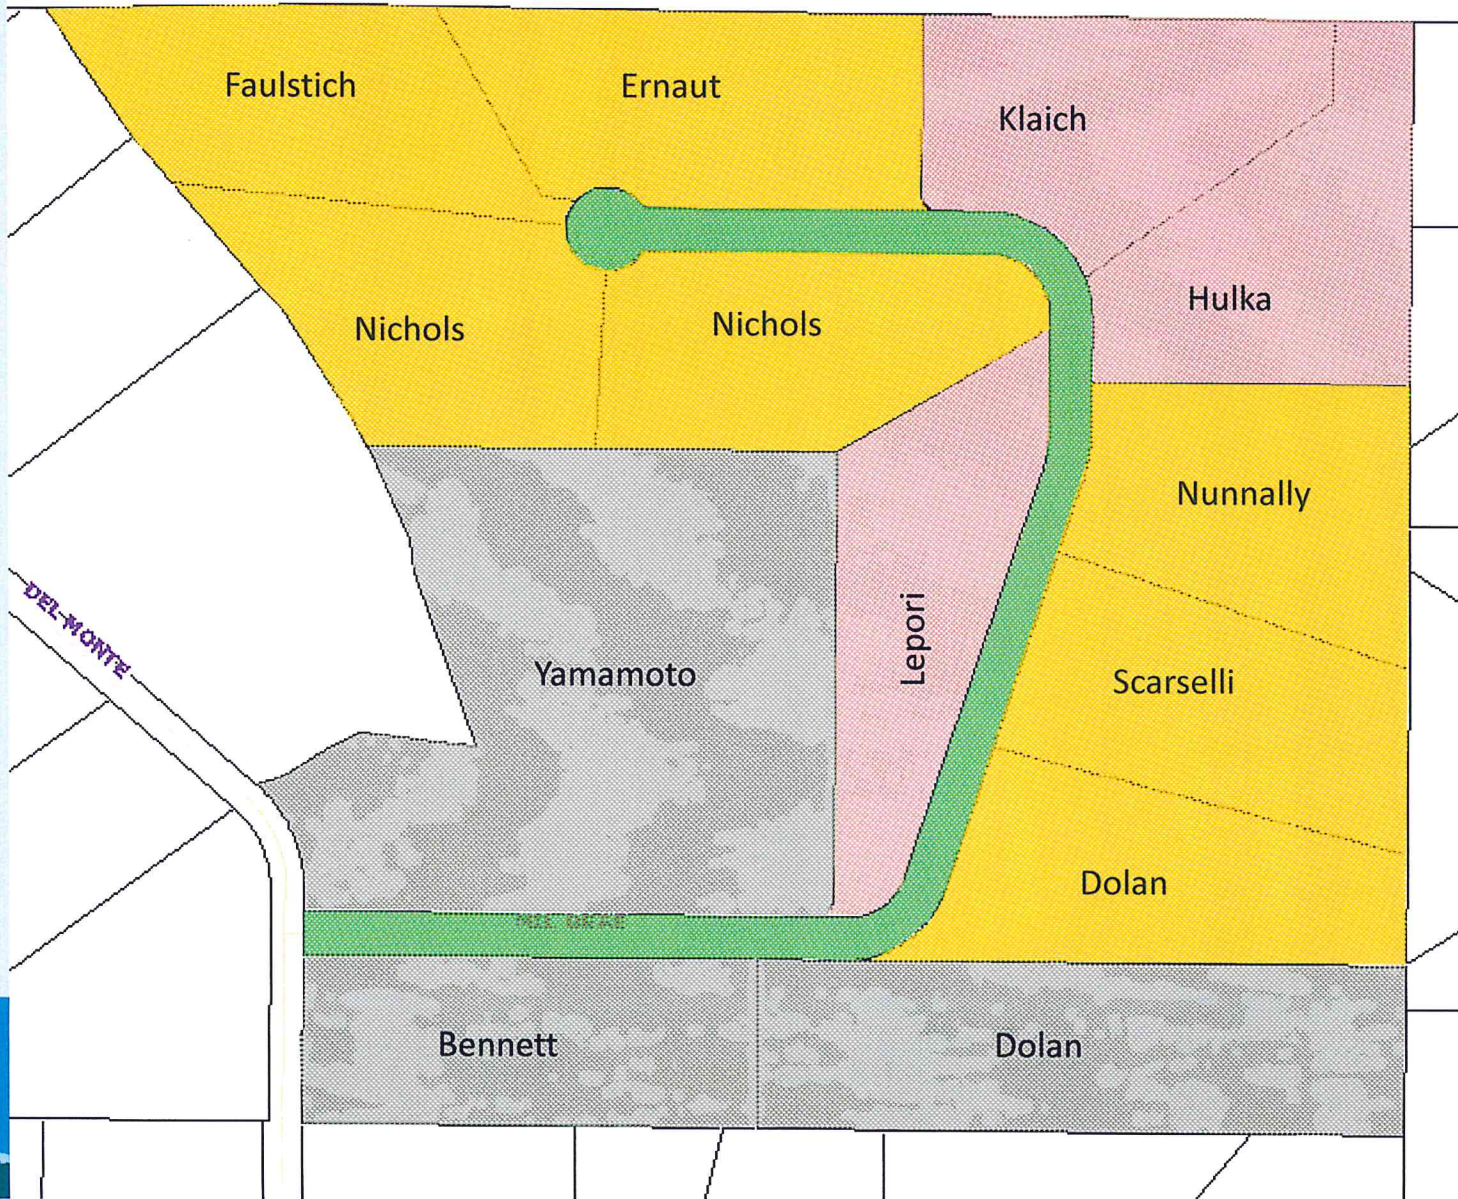 Faulstich
Ernaut
Klaich
Hulka
Nichols
Nichols
Nunnally
DEL MONTE
Yamamoto
Lepori
Scarselli
Dolan
Bennett
Dolan